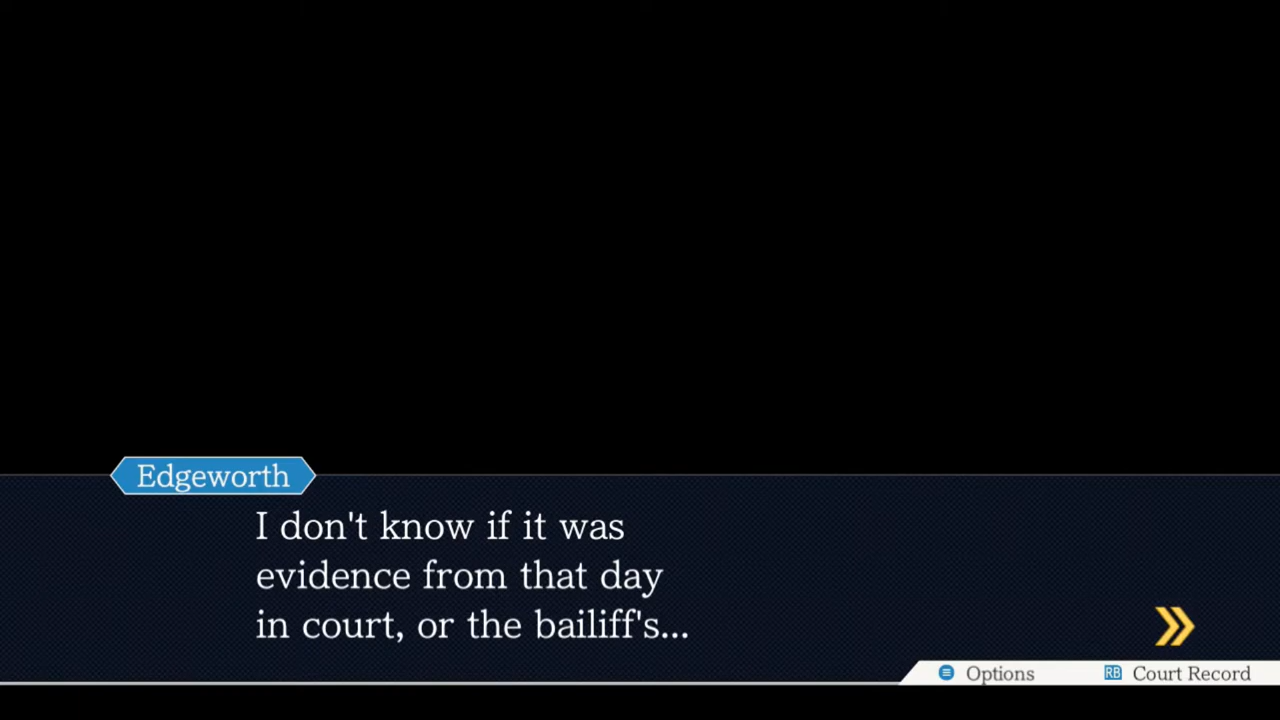 Edgeworth
I don't know if it was
evidence from that day
in court, or the bailiff's...
Options
RB Court Record